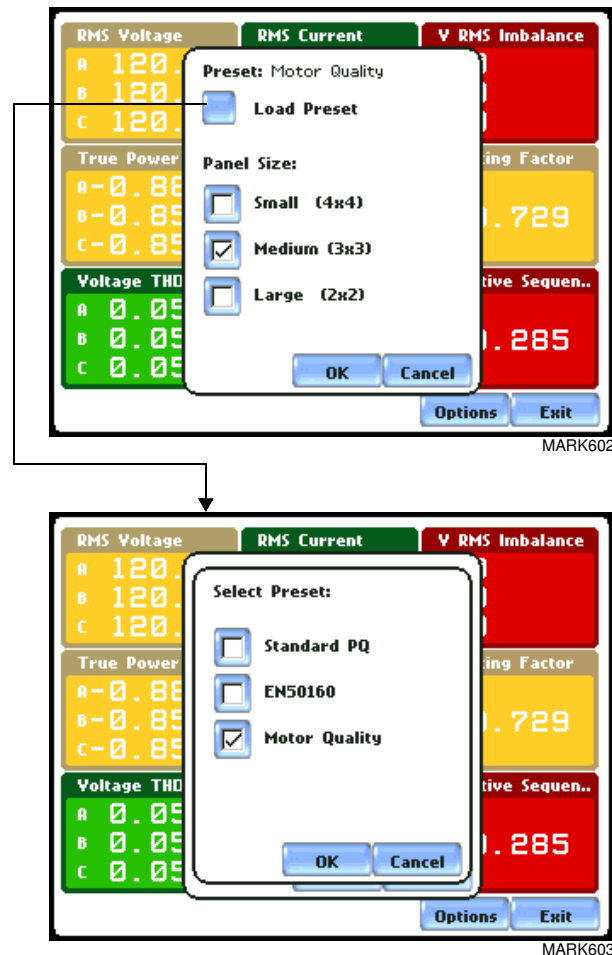 RMS Voltage RMS Current V RMS Imbalance
A 120.
B 120.
C 120.
Preset: Motor Quality
Load Preset
Panel Size:
Small (4x4)
Medium (3x3)
Large (2x2)
OK Cancel
True Power
A-0.88
B-0.85
C-0.85
ing Factor
.729
Voltage THD
A 0.05
B 0.05
C 0.05
tive Sequen..
.285
Options Exit
MARK602
RMS Voltage RMS Current V RMS Imbalance
A 120.
B 120.
C 120.
Select Preset:
Standard PQ
EN50160
Motor Quality
OK Cancel
True Power
A-0.88
B-0.85
C-0.85
ing Factor
.729
Voltage THD
A 0.05
B 0.05
C 0.05
tive Sequen..
.285
Options Exit
MARK603